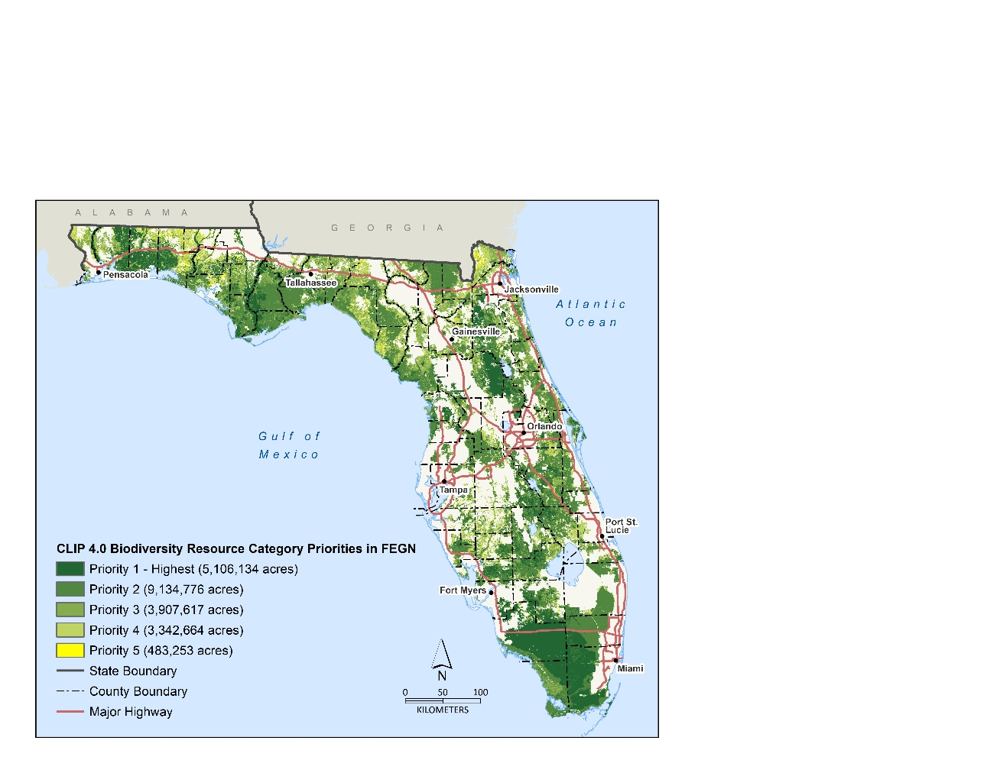 A L A B A M A
G E O R G I A
Pensacola
Tallahassee
Jacksonville
Atlantic
Ocean
Gainesville
Orlando
Gulf of
Mexico
Tampa
Port St.
Lucie
CLIP 4.0 Biodiversity Resource Category Priorities in FEGN
Priority 1 - Highest (5,106,134 acres)
Priority 2 (9,134,776 acres)
Priority 3 (3,907,617 acres)
Priority 4 (3,342,664 acres)
Priority 5 (483,253 acres)
State Boundary
County Boundary
Major Highway
Fort Myers
Miami
N
0 50 100
KILOMETERS